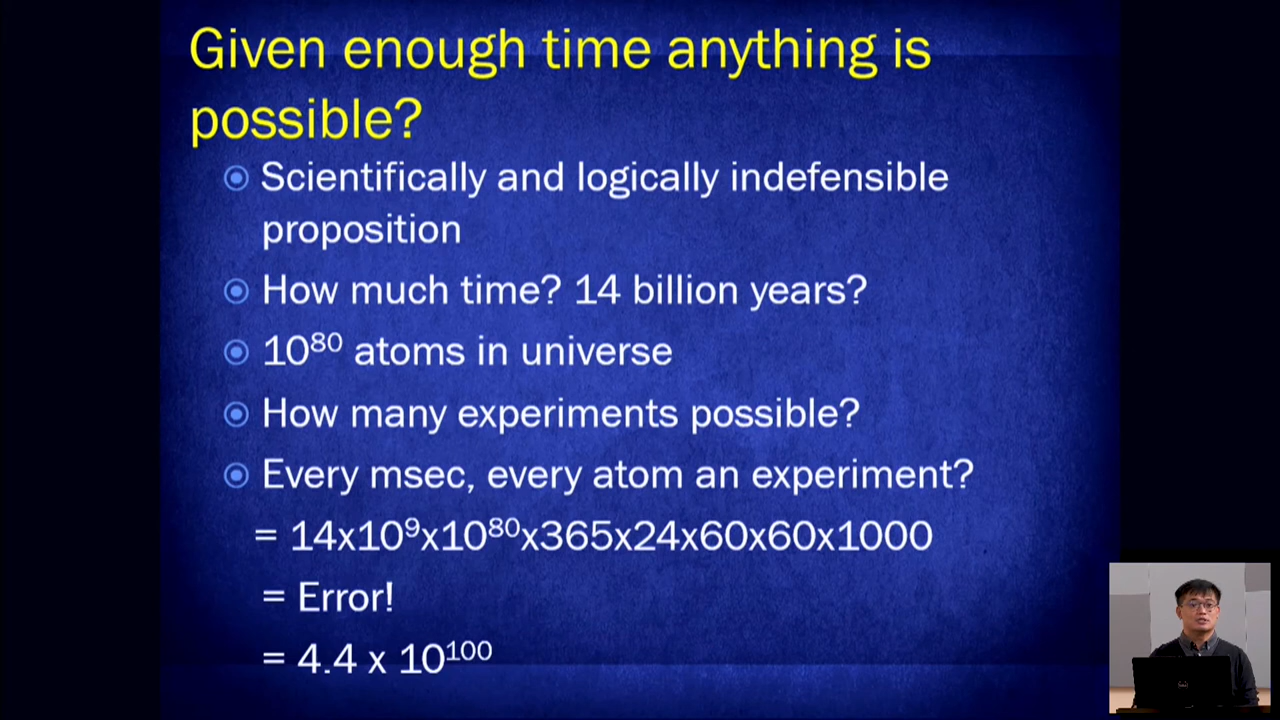 Given enough time anything is
possible?
Scientifically and logically indefensible
proposition
How much time? 14 billion years?
10⁸⁰ atoms in universe
How many experiments possible?
Every msec, every atom an experiment?
= 14x10⁹x10⁸⁰x365x24x60x60x1000
= Error!
= 4.4 x 10¹⁰⁰